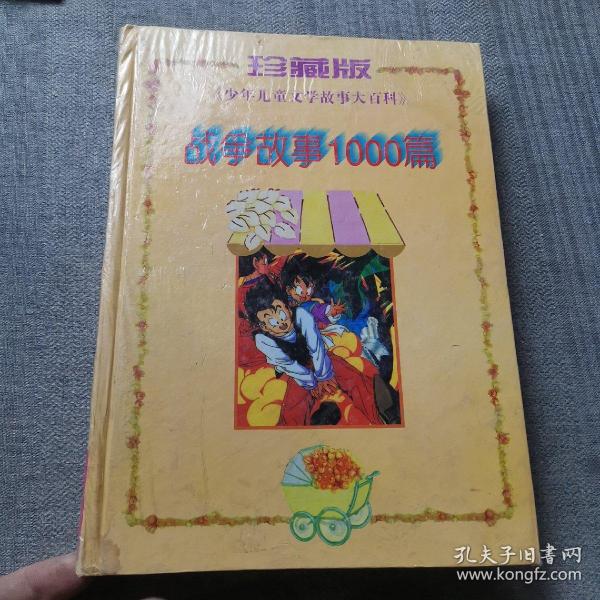 珍藏版
《少年儿童文学故事大百科》
战争故事1000篇
孔夫子旧书网
www.kongfz.com